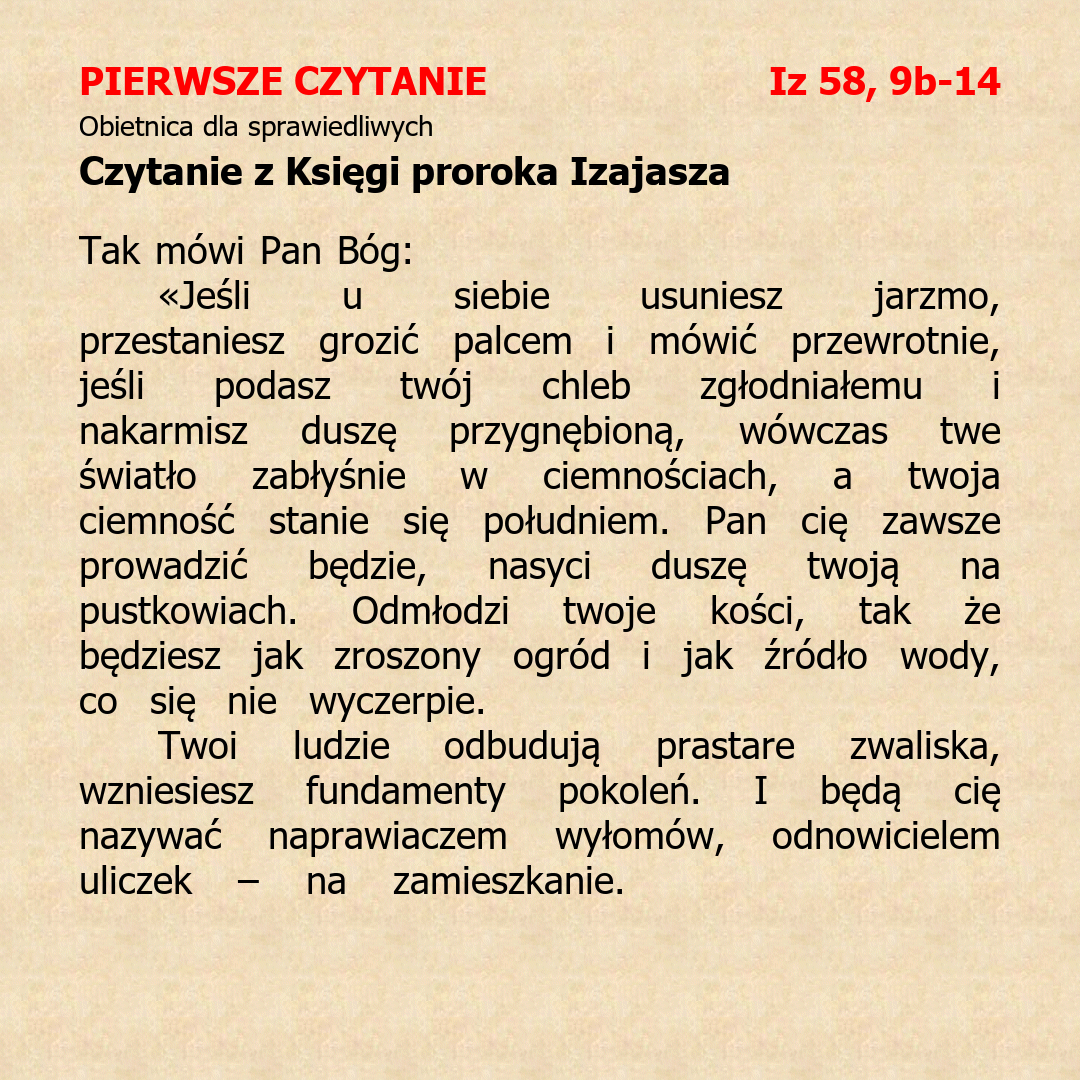 PIERWSZE CZYTANIE Iz 58, 9b-14
Obietnica dla sprawiedliwych
Czytanie z Księgi proroka Izajasza
Tak mówi Pan Bóg:
«Jeśli u siebie usuniesz jarzmo,
przestaniesz grozić palcem i mówić przewrotnie,
jeśli podasz twój chleb zgłodniałemu i
nakarmisz duszę przygnębioną, wówczas twe
światło zabłyśnie w ciemnościach, a twoja
ciemność stanie się południem. Pan cię zawsze
prowadzić będzie, nasyci duszę twoją na
pustkowiach. Odmłodzi twoje kości, tak że
będziesz jak zroszony ogród i jak źródło wody,
co się nie wyczerpie.
Twoi ludzie odbudują prastare zwaliska,
wzniesiesz fundamenty pokoleń. I będą cię
nazywać naprawiaczem wyłomów, odnowicielem
uliczek – na zamieszkanie.